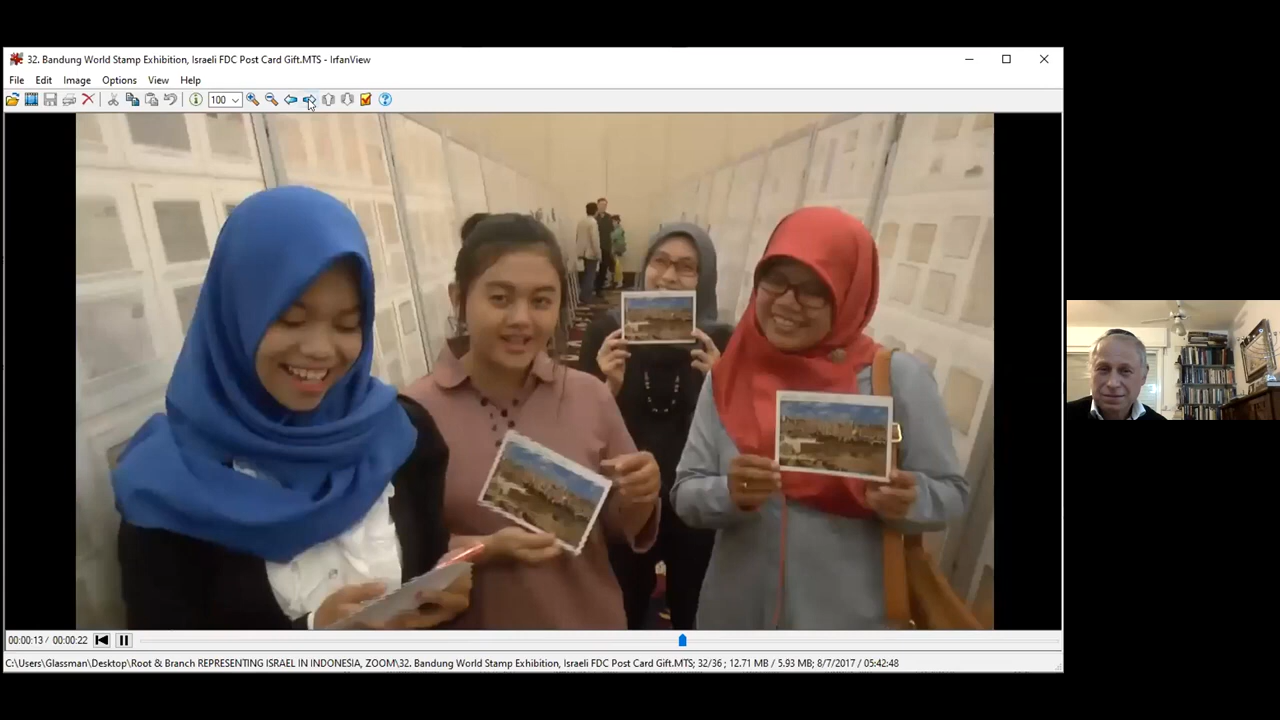 32. Bandung World Stamp Exhibition, Israeli FDC Post Card Gift.MTS - IrfanView
File Edit Image Options View Help
100
00:00:13 / 00:00:22
C:\Users\Glassman\Desktop\Root & Branch REPRESENTING ISRAEL IN INDONESIA, ZOOM\32. Bandung World Stamp Exhibition, Israeli FDC Post Card Gift.MTS; 32/36 ; 12.71 MB / 5.93 MB; 8/7/2017 / 05:42:48